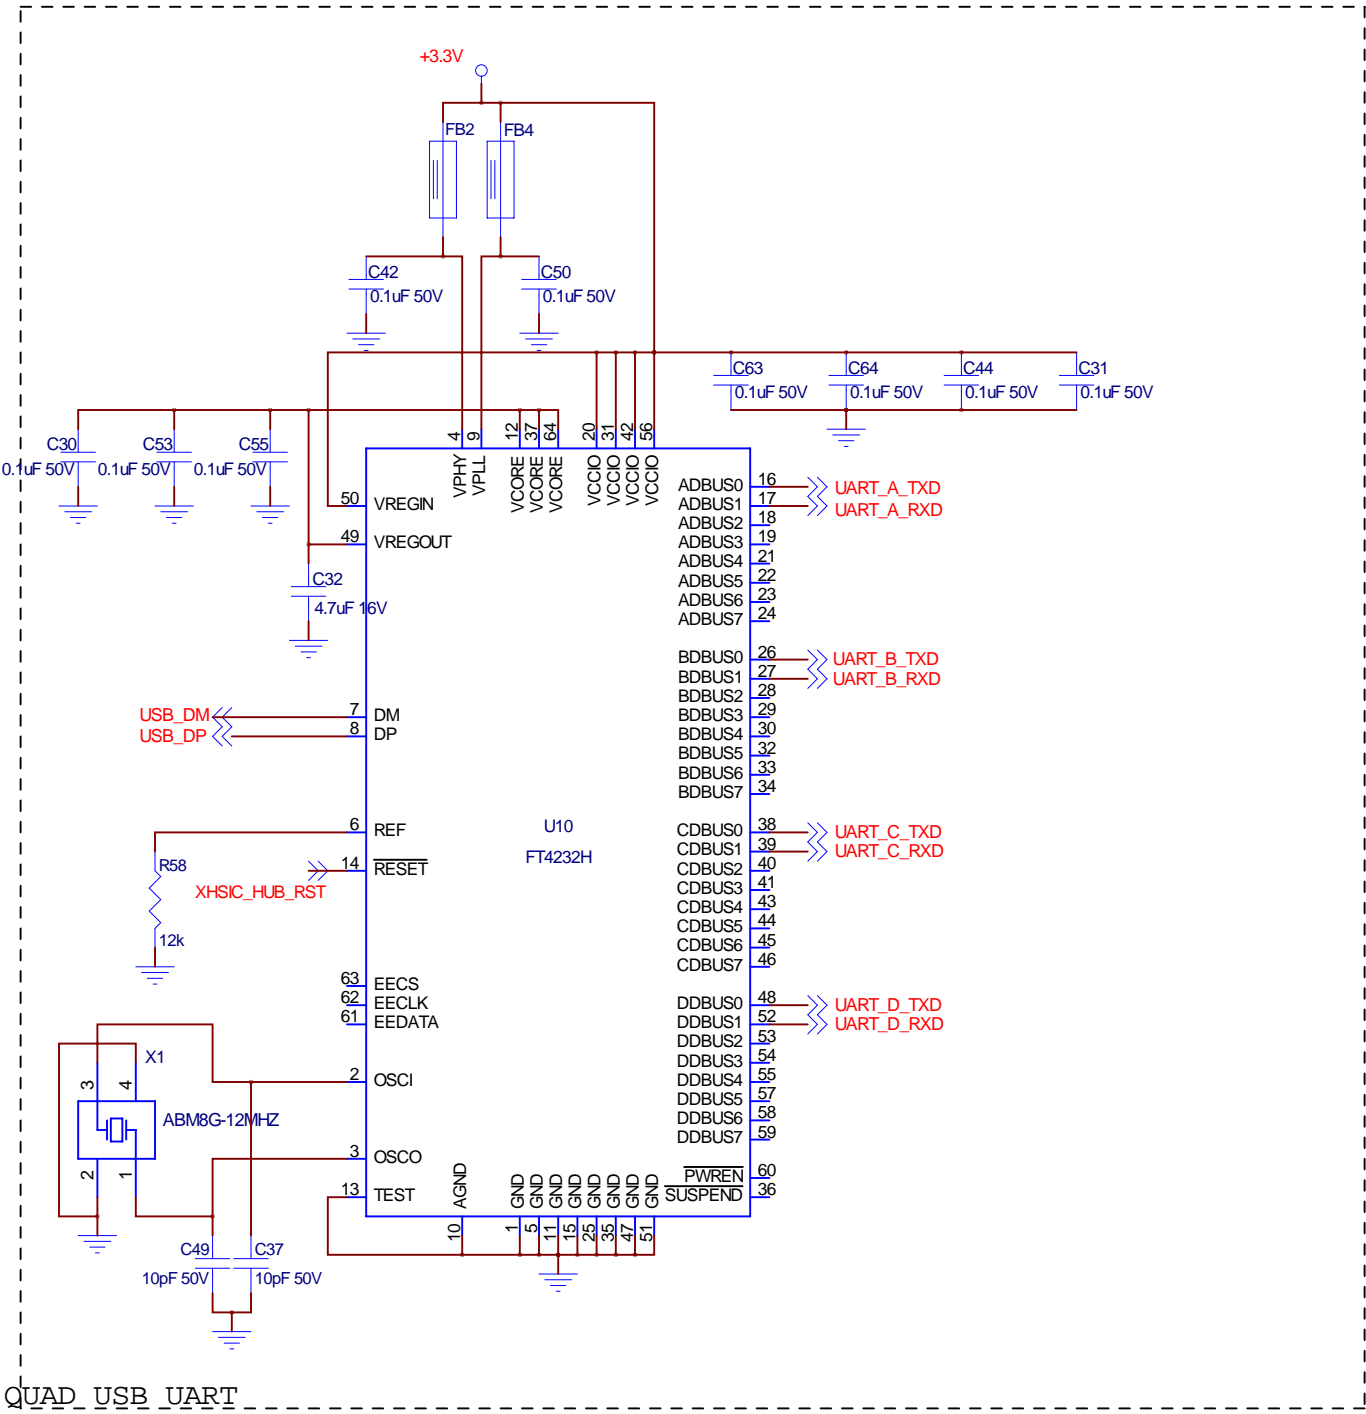 +3.3V
FB2
FB4
C42
0.1uF 50V
C50
0.1uF 50V
C63
0.1uF 50V
C64
0.1uF 50V
C44
0.1uF 50V
C31
0.1uF 50V
C30
0.1uF 50V
C53
0.1uF 50V
C55
0.1uF 50V
4 VPHY
9 VPLL
12 VCORE
37 VCORE
64 VCORE
20 VCCIO
31 VCCIO
42 VCCIO
56 VCCIO
50 VREGIN
49 VREGOUT
C32
4.7uF 16V
USB_DM 7 DM
USB_DP 8 DP
6 REF
R58
12k
14 RESET
XHSIC_HUB_RST
63 EECS
62 EECLK
61 EEDATA
X1
3
4
ABM8G-12MHZ
2
1
2 OSCI
3 OSCO
13 TEST
C49
10pF 50V
C37
10pF 50V
U10
FT4232H
ADBUS0 16 UART_A_TXD
ADBUS1 17 UART_A_RXD
ADBUS2 18
ADBUS3 19
ADBUS4 21
ADBUS5 22
ADBUS6 23
ADBUS7 24
BDBUS0 26 UART_B_TXD
BDBUS1 27 UART_B_RXD
BDBUS2 28
BDBUS3 29
BDBUS4 30
BDBUS5 32
BDBUS6 33
BDBUS7 34
CDBUS0 38 UART_C_TXD
CDBUS1 39 UART_C_RXD
CDBUS2 40
CDBUS3 41
CDBUS4 43
CDBUS5 44
CDBUS6 45
CDBUS7 46
DDBUS0 48 UART_D_TXD
DDBUS1 52 UART_D_RXD
DDBUS2 53
DDBUS3 54
DDBUS4 55
DDBUS5 57
DDBUS6 58
DDBUS7 59
PWREN 60
SUSPEND 36
AGND 10
GND 1
GND 5
GND 11
GND 15
GND 25
GND 35
GND 47
GND 51
QUAD USB UART